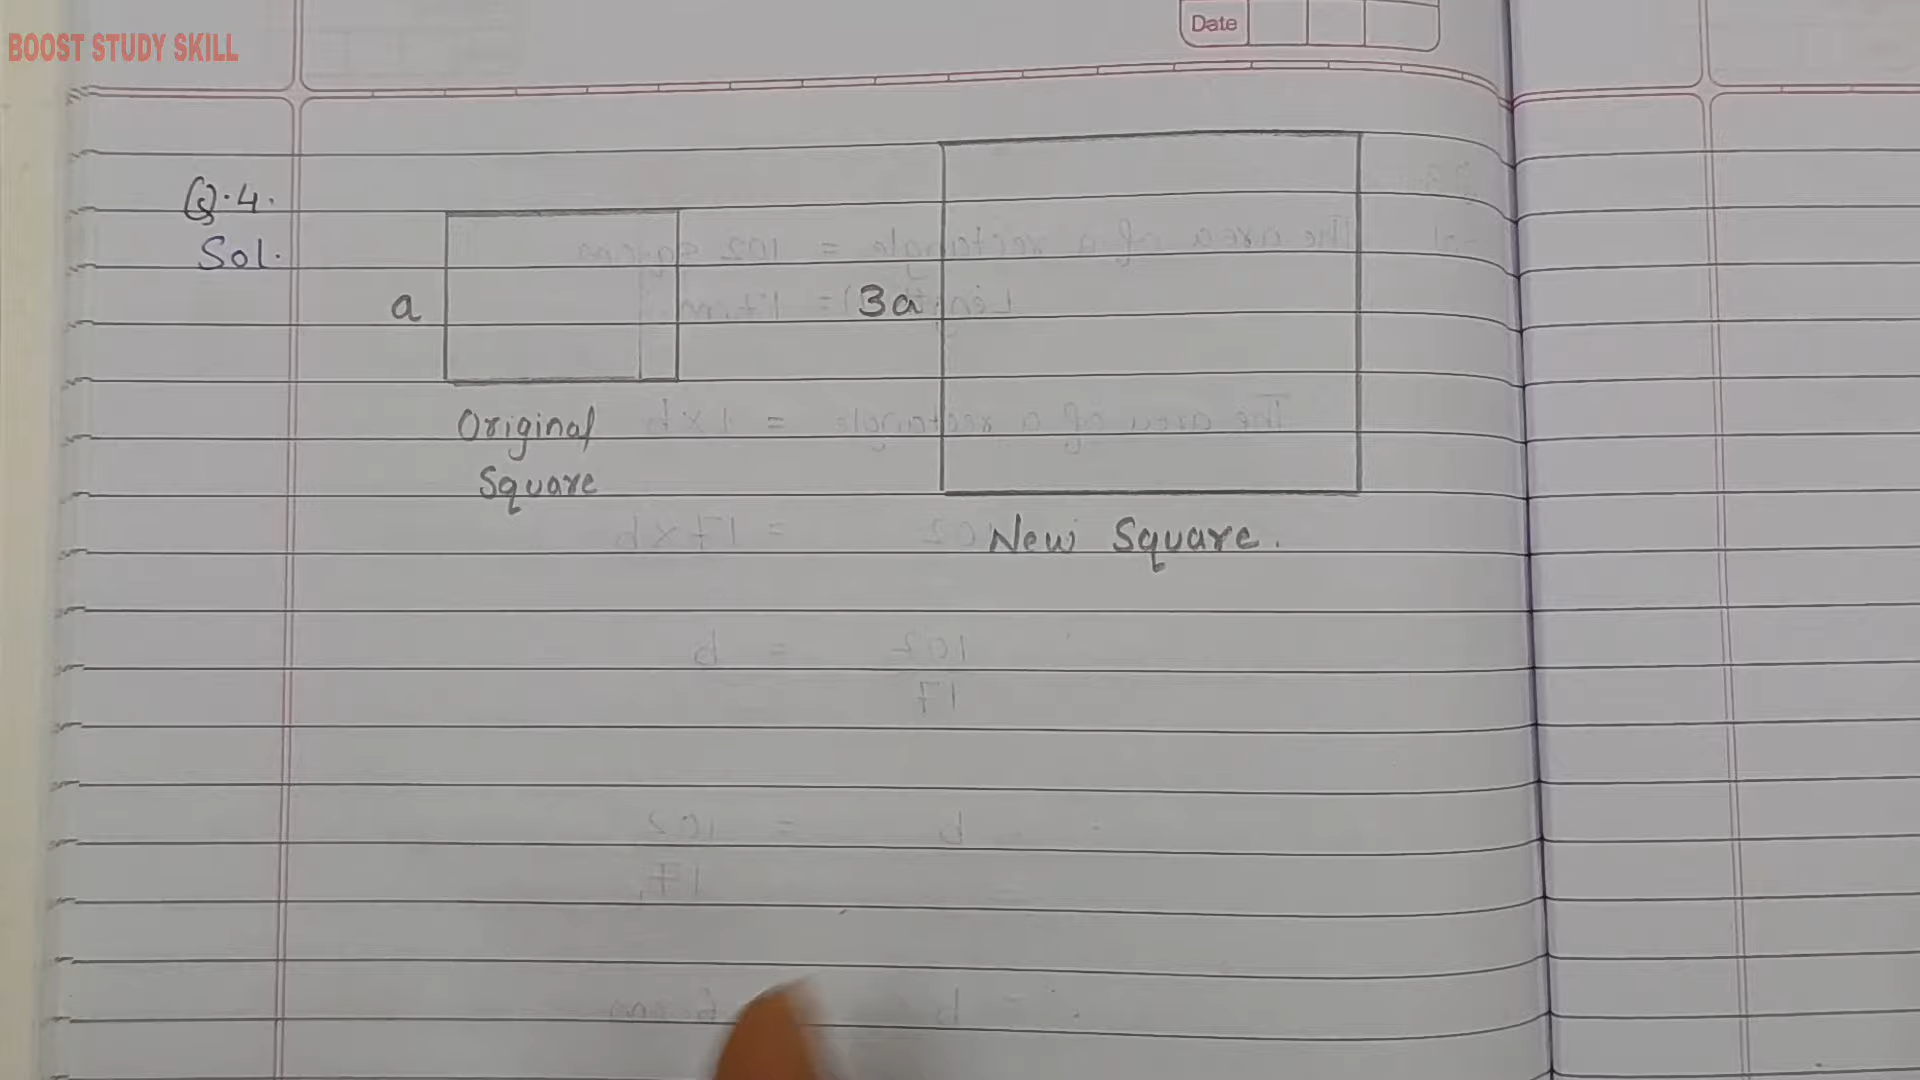 BOOST STUDY SKILL
Date
Q.4.
Sol.
a
3a
Original
Square
New Square.